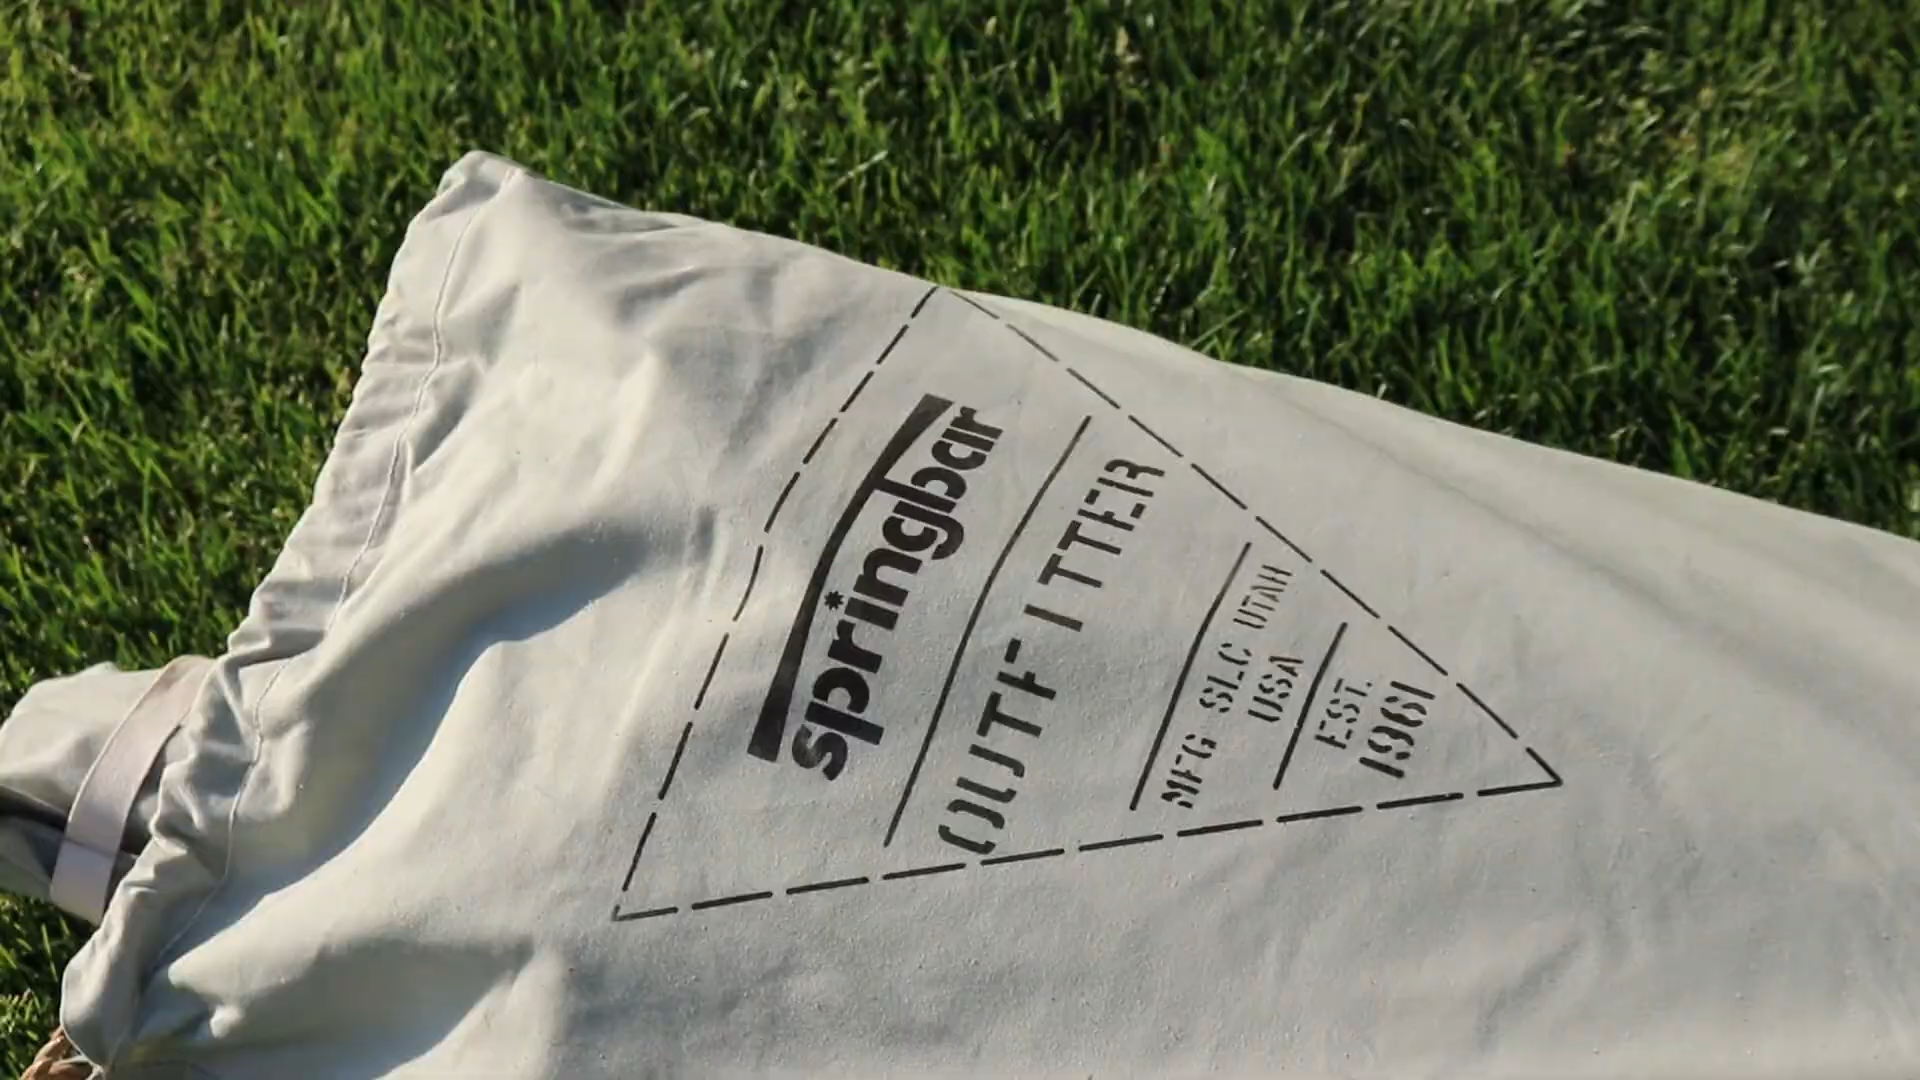 springbar
OUTFITTER
MFG SLC UTAH
USA
EST.
1961